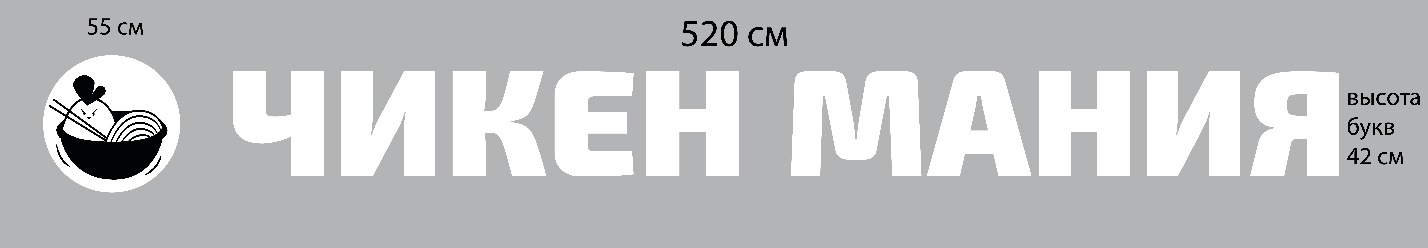 55 см
520 см
ЧИКЕН МАНИЯ
высота
букв
42 см